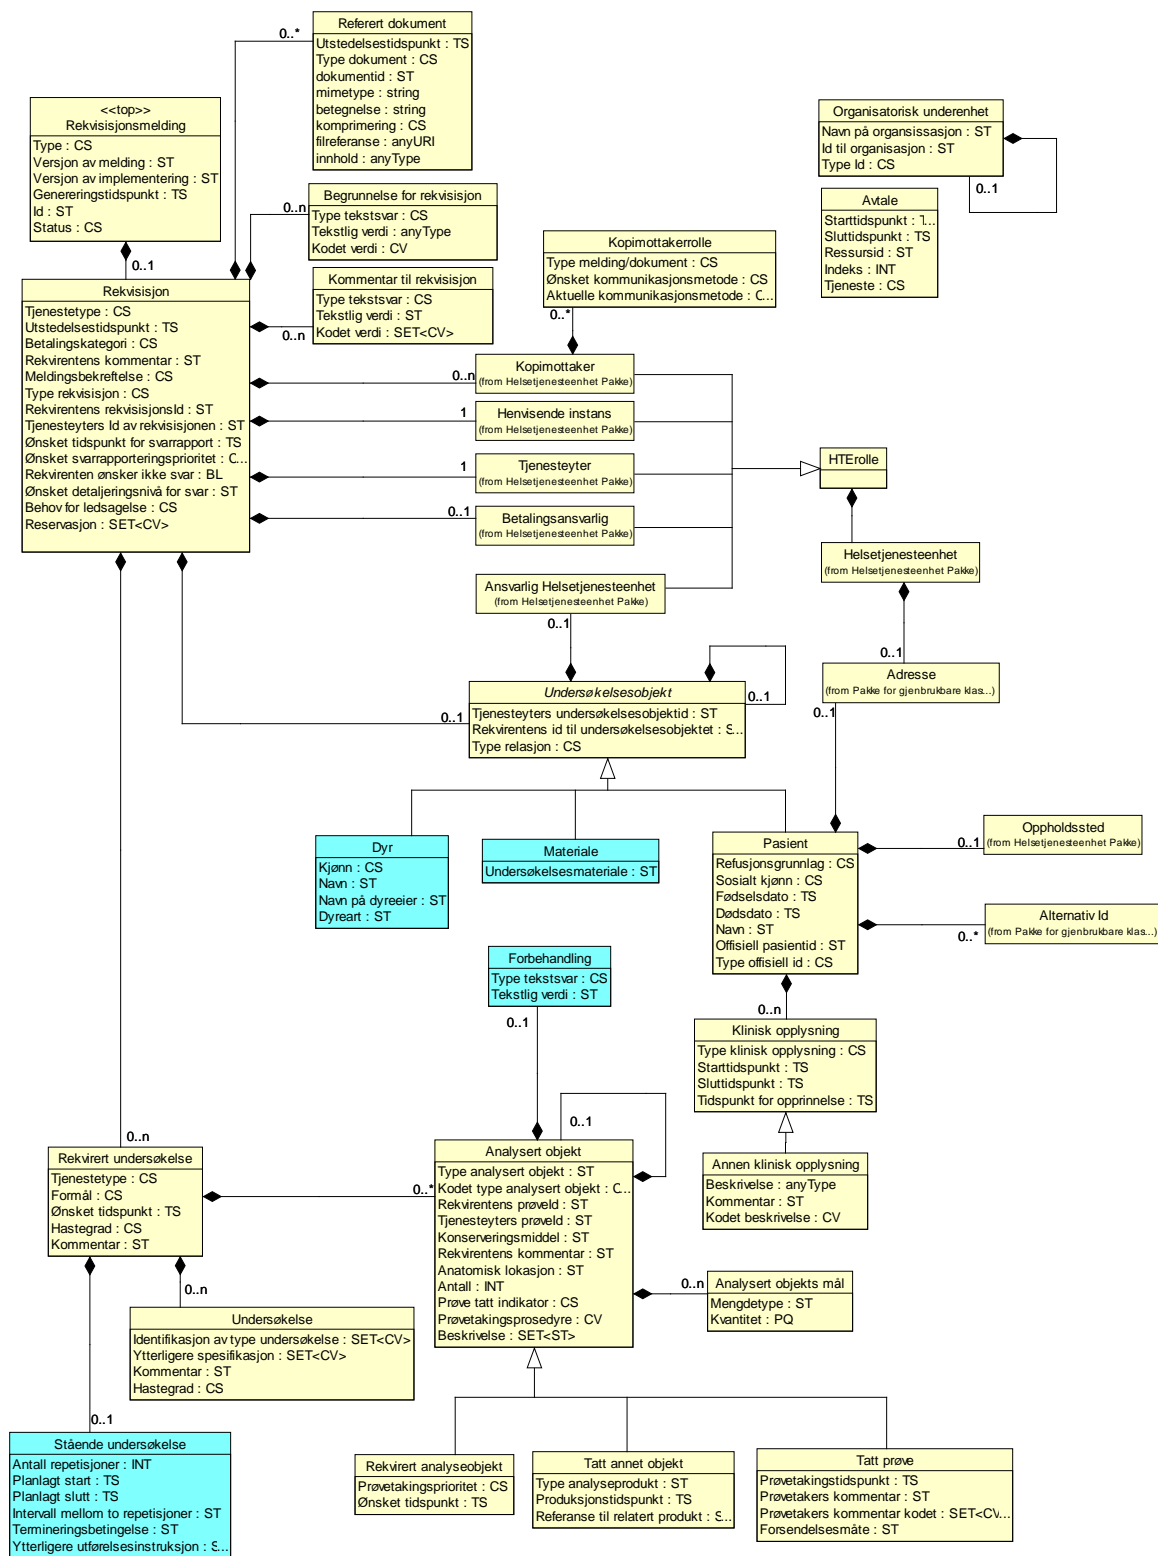 Referert dokument
Utstedelsestidspunkt : TS
Type dokument : CS
dokumentid : ST
mimetype : string
betegnelse : string
komprimering : CS
filreferanse : anyURI
innhold : anyType
0..*
<<top>>
Rekvisisjonsmelding
Type : CS
Versjon av melding : ST
Versjon av implementering : ST
Genereringstidspunkt : TS
Id : ST
Status : CS
0..1
Organisatorisk underenhet
Navn på organsissasjon : ST
Id til organisasjon : ST
Type Id : CS
0..1
Avtale
Starttidspunkt : T...
Sluttidspunkt : TS
Ressursid : ST
Indeks : INT
Tjeneste : CS
Begrunnelse for rekvisisjon
Type tekstsvar : CS
Tekstlig verdi : anyType
Kodet verdi : CV
0..n
Kommentar til rekvisisjon
Type tekstsvar : CS
Tekstlig verdi : ST
Kodet verdi : SET<CV>
0..n
Kopimottakerrolle
Type melding/dokument : CS
Ønsket kommunikasjonsmetode : CS
Aktuelle kommunikasjonsmetode : C...
0..*
Rekvisisjon
Tjenestetype : CS
Utstedelsestidspunkt : TS
Betalingskategori : CS
Rekvirentens kommentar : ST
Meldingsbekreftelse : CS
Type rekvisisjon : CS
Rekvirentens rekvisisjonsId : ST
Tjenesteyters Id av rekvisisjonen : ST
Ønsket tidspunkt for svarrapport : TS
Ønsket svarrapporteringsprioritet : C...
Rekvirenten ønsker ikke svar : BL
Ønsket detaljeringsnivå for svar : ST
Behov for ledsagelse : CS
Reservasjon : SET<CV>
0..n
Kopimottaker
(from Helsetjenesteenhet Pakke)
1
Henvisende instans
(from Helsetjenesteenhet Pakke)
1
Tjenesteyter
(from Helsetjenesteenhet Pakke)
0..1
Betalingsansvarlig
(from Helsetjenesteenhet Pakke)
Ansvarlig Helsetjenesteenhet
(from Helsetjenesteenhet Pakke)
0..1
HTErolle
Helsetjenesteenhet
(from Helsetjenesteenhet Pakke)
0..1
Adresse
(from Pakke for gjenbrukbare klas...)
0..1
Undersøkelsesobjekt
Tjenesteyters undersøkelsesobjektid : ST
Rekvirentens id til undersøkelsesobjektet : S...
Type relasjon : CS
0..1
0..1
Dyr
Kjønn : CS
Navn : ST
Navn på dyreeier : ST
Dyreart : ST
Materiale
Undersøkelsesmateriale : ST
Pasient
Refusjonsgrunnlag : CS
Sosialt kjønn : CS
Fødselsdato : TS
Dødsdato : TS
Navn : ST
Offisiell pasientid : ST
Type offisiell id : CS
0..1
Oppholdssted
(from Helsetjenesteenhet Pakke)
0..*
Alternativ Id
(from Pakke for gjenbrukbare klas...)
0..n
Klinisk opplysning
Type klinisk opplysning : CS
Starttidspunkt : TS
Sluttidspunkt : TS
Tidspunkt for opprinnelse : TS
Annen klinisk opplysning
Beskrivelse : anyType
Kommentar : ST
Kodet beskrivelse : CV
Forbehandling
Type tekstsvar : CS
Tekstlig verdi : ST
0..1
0..1
Analysert objekt
Type analysert objekt : ST
Kodet type analysert objekt : C...
Rekvirentens prøveId : ST
Tjenesteyters prøveId : ST
Konserveringsmiddel : ST
Rekvirentens kommentar : ST
Anatomisk lokasjon : ST
Antall : INT
Prøve tatt indikator : CS
Prøvetakingsprosedyre : CV
Beskrivelse : SET<ST>
0..n
Analysert objekts mål
Mengdetype : ST
Kvantitet : PQ
0..n
Rekvirert undersøkelse
Tjenestetype : CS
Formål : CS
Ønsket tidspunkt : TS
Hastegrad : CS
Kommentar : ST
0..*
0..n
Undersøkelse
Identifikasjon av type undersøkelse : SET<CV>
Ytterligere spesifikasjon : SET<CV>
Kommentar : ST
Hastegrad : CS
0..1
Stående undersøkelse
Antall repetisjoner : INT
Planlagt start : TS
Planlagt slutt : TS
Intervall mellom to repetisjoner : ST
Termineringsbetingelse : ST
Ytterligere utførelsesinstruksjon : S...
Rekvirert analyseobjekt
Prøvetakingsprioritet : CS
Ønsket tidspunkt : TS
Tatt annet objekt
Type analyseprodukt : ST
Produksjonstidspunkt : TS
Referanse til relatert produkt : S...
Tatt prøve
Prøvetakingstidspunkt : TS
Prøvetakers kommentar : ST
Prøvetakers kommentar kodet : SET<CV...
Forsendelsesmåte : ST